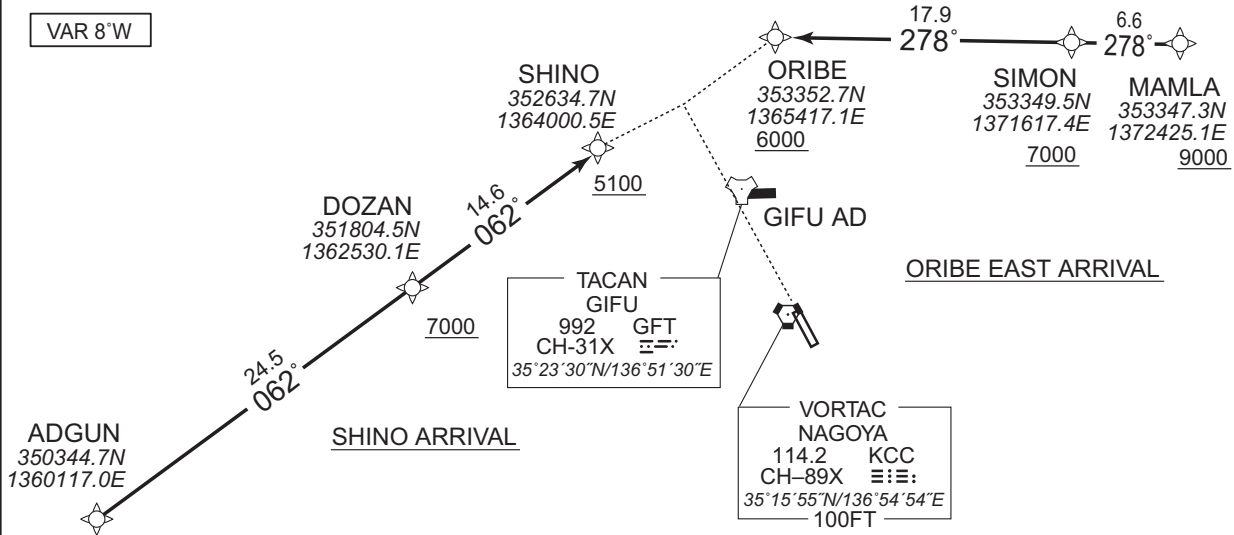 VAR 8˚W
17.9
278˚
6.6
278˚
SHINO
352634.7N
1364000.5E
5100
ORIBE
353352.7N
1365417.1E
6000
SIMON
353349.5N
1371617.4E
7000
MAMLA
353347.3N
1372425.1E
9000
14.6
062˚
DOZAN
351804.5N
1362530.1E
7000
GIFU AD
ORIBE EAST ARRIVAL
TACAN
GIFU
992 GFT
CH-31X
35˚23´30˝N/136˚51´30˝E
24.5
062˚
ADGUN
350344.7N
1360117.0E
SHINO ARRIVAL
VORTAC
NAGOYA
114.2 KCC
CH–89X
35˚15´55˝N/136˚54´54˝E
100FT